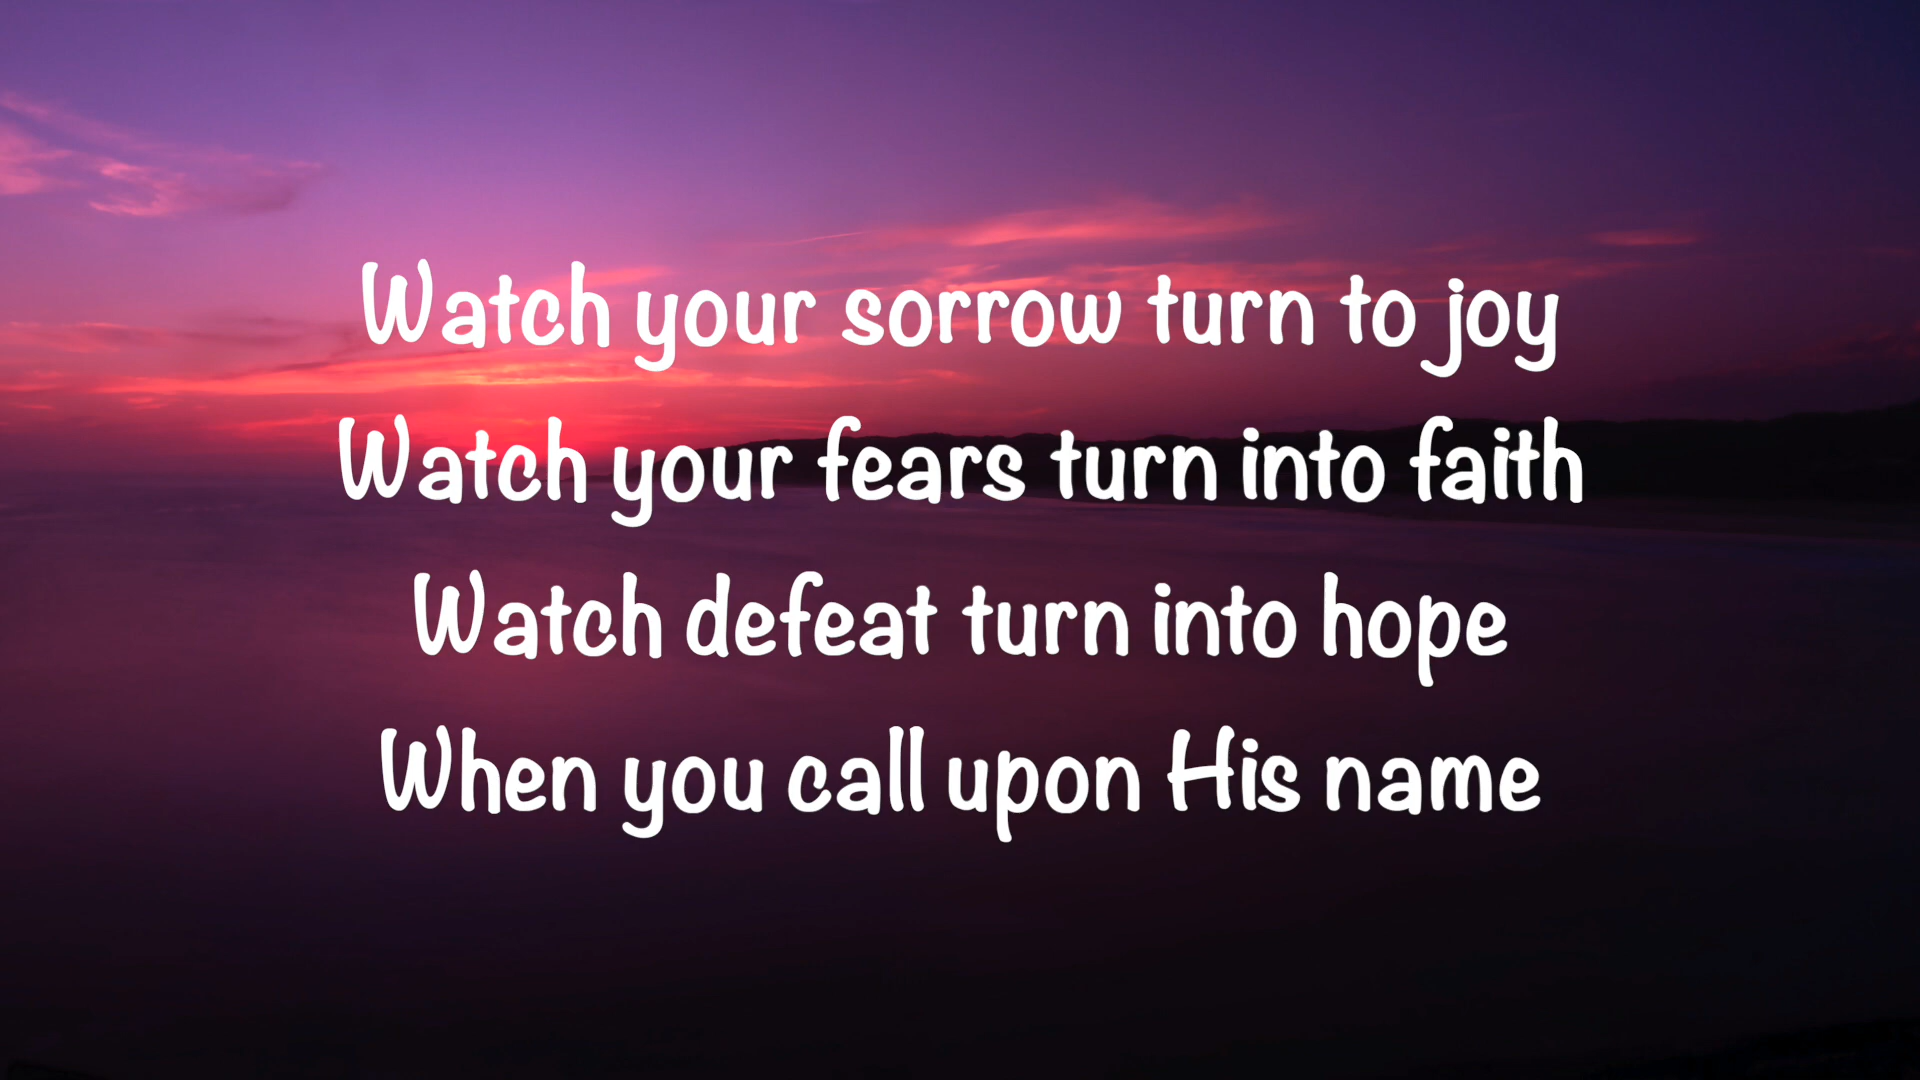 Watch your sorrow turn to joy
Watch your fears turn into faith
Watch defeat turn into hope
When you call upon His name